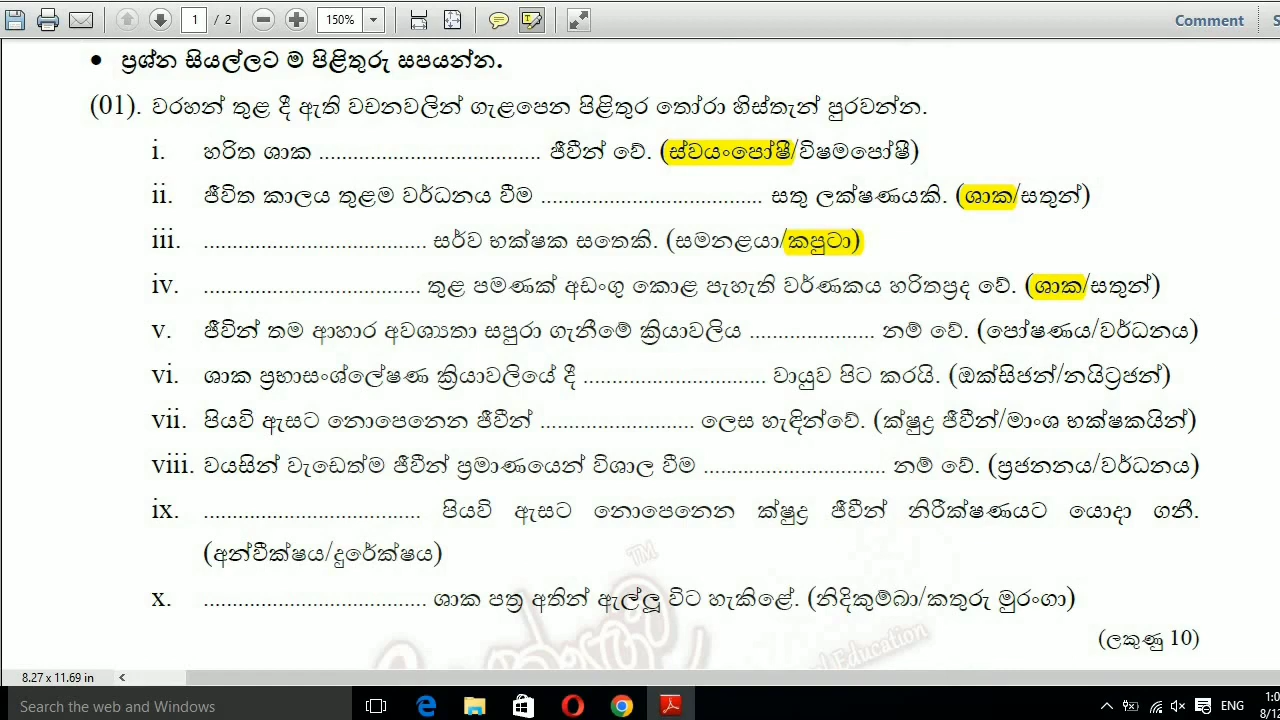 1 / 2 150% Comment
• ප්‍රශ්න සියල්ලට ම පිළිතුරු සපයන්න.
(01). වරහන් තුළ දී ඇති වචනවලින් ගැළපෙන පිළිතුර තෝරා හිස්තැන් පුරවන්න.
i. හරිත ශාක ...................................... ජීවීන් වේ. (ස්වයංපෝෂී/විෂමපෝෂී)
ii. ජීවිත කාලය තුළම වර්ධනය වීම ...................................... සතු ලක්ෂණයකි. (ශාක/සතුන්)
iii. ...................................... සර්ව භක්ෂක සතෙකි. (සමනළයා/කපුටා)
iv. ...................................... තුළ පමණක් අඩංගු කොළ පැහැති වර්ණකය හරිතප්‍රද වේ. (ශාක/සතුන්)
v. ජීවින් තම ආහාර අවශ්‍යතා සපුරා ගැනීමේ ක්‍රියාවලිය ...................... නම් වේ. (පෝෂණය/වර්ධනය)
vi. ශාක ප්‍රභාසංශ්ලේෂණ ක්‍රියාවලියේ දී ................................ වායුව පිට කරයි. (ඔක්සිජන්/නයිට්‍රජන්)
vii. පියවි ඇසට නොපෙනෙන ජීවීන් ........................... ලෙස හැඳින්වේ. (ක්ෂුද්‍ර ජීවීන්/මාංශ භක්ෂකයින්)
viii. වයසින් වැඩෙත්ම ජීවීන් ප්‍රමාණයෙන් විශාල වීම ................................ නම් වේ. (ප්‍රජනනය/වර්ධනය)
ix. ...................................... පියවි ඇසට නොපෙනෙන ක්ෂුද්‍ර ජීවීන් නිරීක්ෂණයට යොදා ගනී.
(අන්වීක්ෂය/දුරේක්ෂය)
x. ...................................... ශාක පත්‍ර අතින් ඇල්ලූ විට හැකිළේ. (නිදිකුම්බා/කතුරු මුරංගා)
(ලකුණු 10)
TM
Education
8.27 x 11.69 in
Search the web and Windows ENG